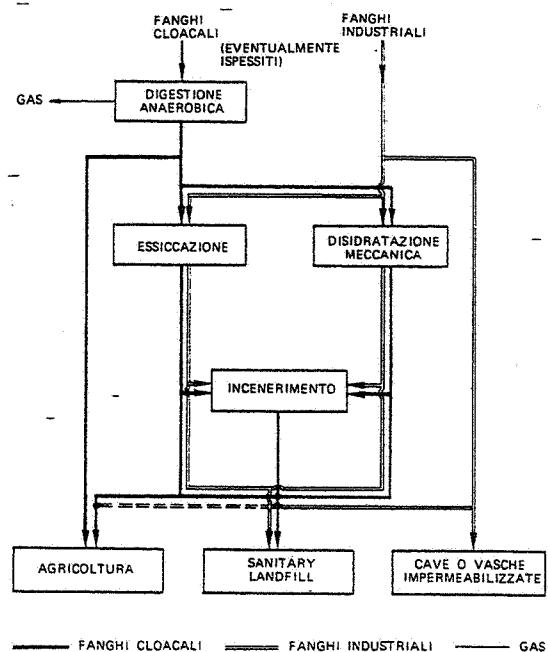 FANGHI
CLOACALI
(EVENTUALMENTE
ISPESSITI)
FANGHI
INDUSTRIALI
GAS
DIGESTIONE
ANAEROBICA
ESSICCAZIONE
DISIDRATAZIONE
MECCANICA
INCENERIMENTO
AGRICOLTURA
SANITARY
LANDFILL
CAVE O VASCHE
IMPERMEABILIZZATE
FANGHI CLOACALI
FANGHI INDUSTRIALI
GAS